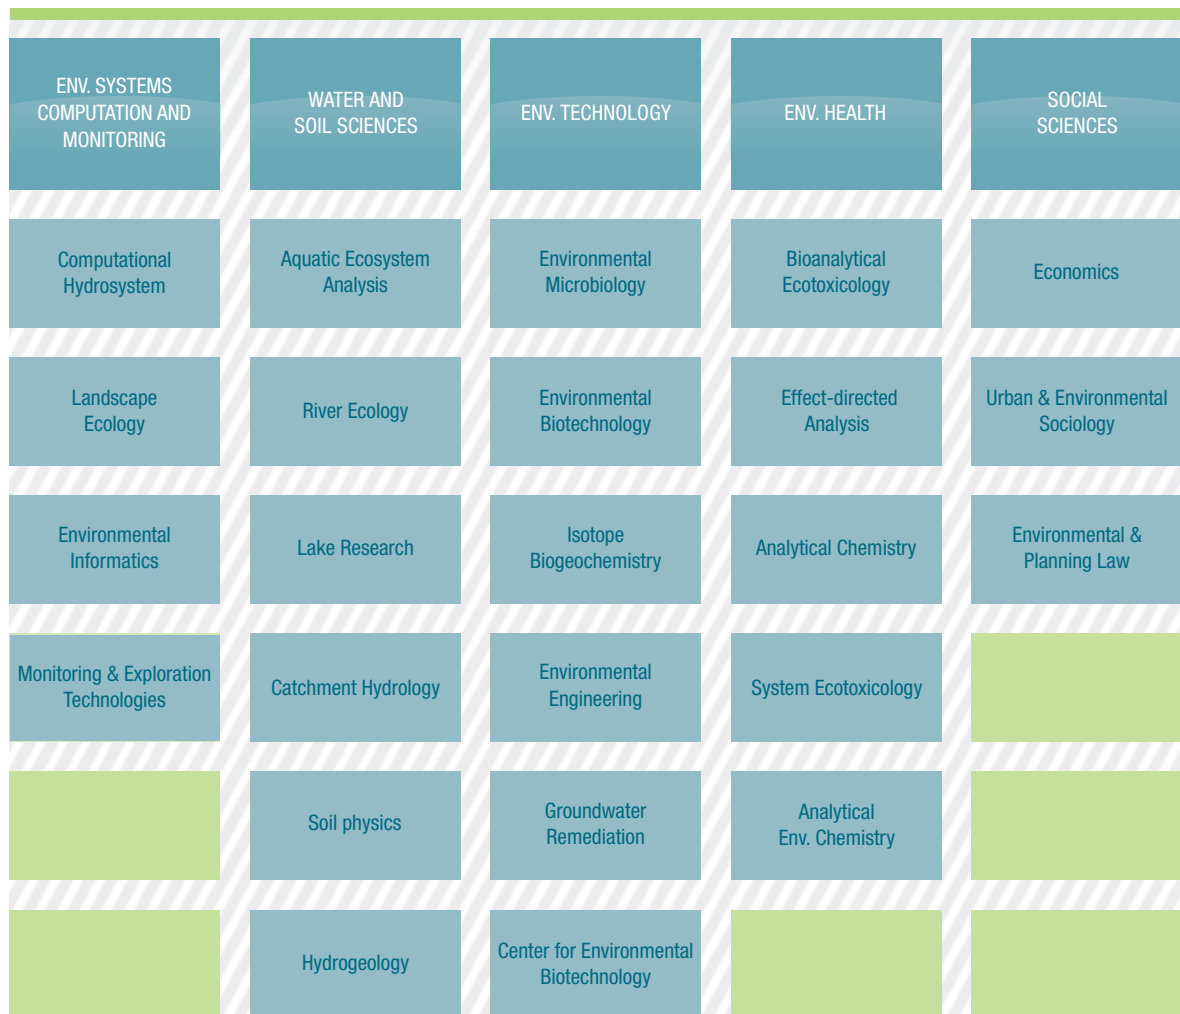 ENV. SYSTEMS
COMPUTATION AND
MONITORING
WATER AND
SOIL SCIENCES
ENV. TECHNOLOGY
ENV. HEALTH
SOCIAL
SCIENCES
Computational
Hydrosystem
Aquatic Ecosystem
Analysis
Environmental
Microbiology
Bioanalytical
Ecotoxicology
Economics
Landscape
Ecology
River Ecology
Environmental
Biotechnology
Effect-directed
Analysis
Urban & Environmental
Sociology
Environmental
Informatics
Lake Research
Isotope
Biogeochemistry
Analytical Chemistry
Environmental &
Planning Law
Monitoring & Exploration
Technologies
Catchment Hydrology
Environmental
Engineering
System Ecotoxicology
Soil physics
Groundwater
Remediation
Analytical
Env. Chemistry
Hydrogeology
Center for Environmental
Biotechnology